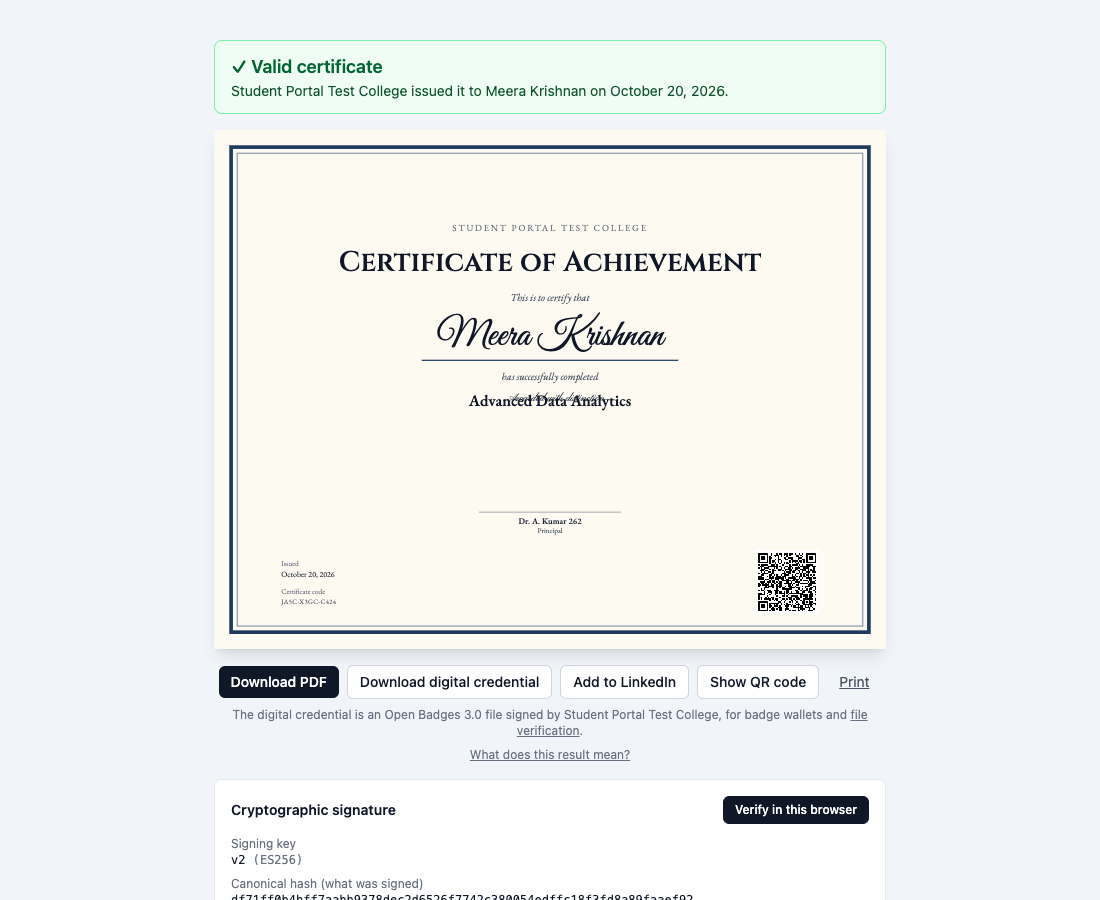 ✓ Valid certificate
Student Portal Test College issued it to Meera Krishnan on October 20, 2026.
STUDENT PORTAL TEST COLLEGE
CERTIFICATE OF ACHIEVEMENT
This is to certify that
Meera Krishnan
has successfully completed
Advanced Data Analytics
Dr. A. Kumar 262
Principal
Issued
October 20, 2026
Certificate code
JA5C-X3GC-C424
Download PDF
Download digital credential
Add to LinkedIn
Show QR code
Print
The digital credential is an Open Badges 3.0 file signed by Student Portal Test College, for badge wallets and file
verification.
What does this result mean?
Cryptographic signature
Verify in this browser
Signing key
v2 (ES256)
Canonical hash (what was signed)